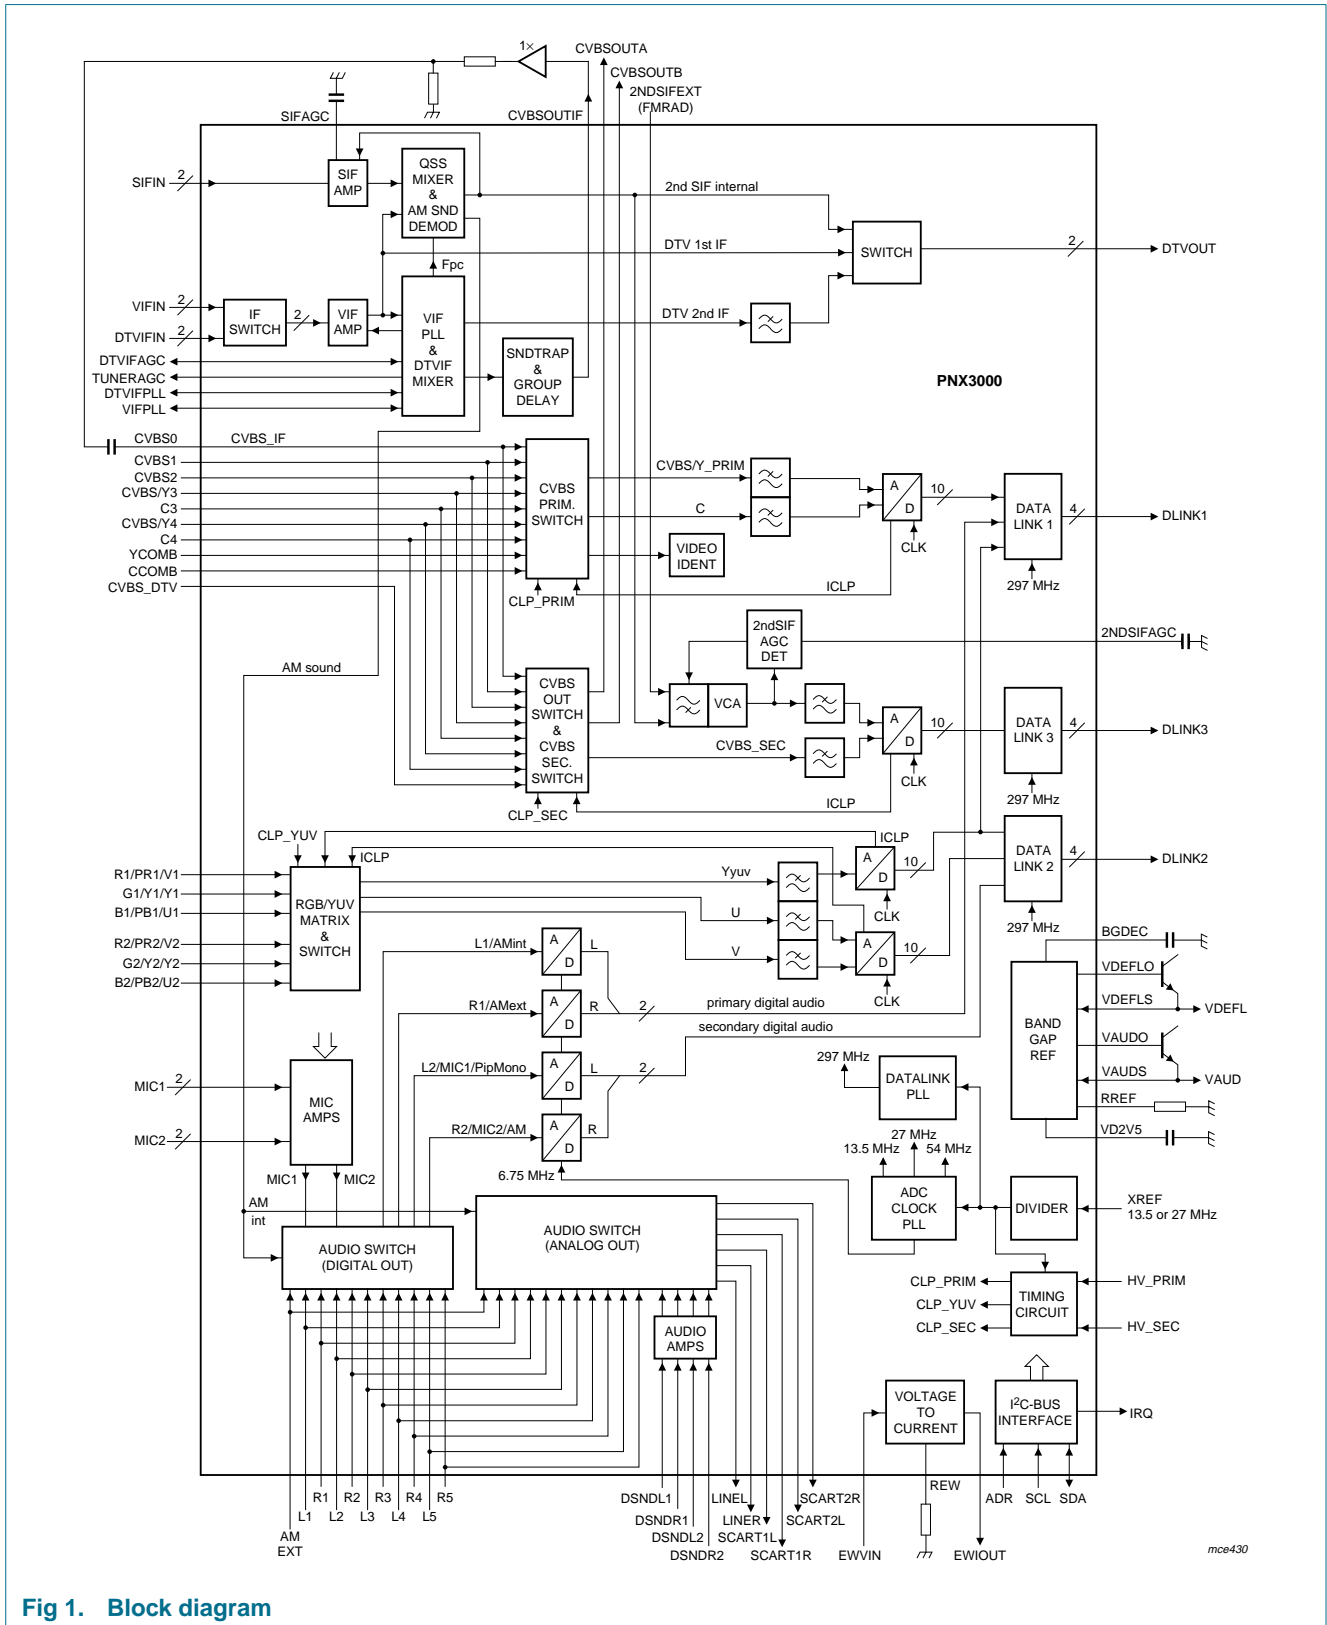 1×
CVBSOUTA
CVBSOUTB
2NDSIFEXT
(FMRAD)
SIFAGC
CVBSOUTIF
SIFIN
2
SIF
AMP
QSS
MIXER
&
AM SND
DEMOD
2nd SIF internal
DTV 1st IF
SWITCH
2
DTVOUT
Fpc
VIFIN
2
DTVIFIN
2
IF
SWITCH
2
VIF
AMP
VIF
PLL
&
DTVIF
MIXER
DTV 2nd IF
SNDTRAP
&
GROUP
DELAY
DTVIFAGC
TUNERAGC
DTVIFPLL
VIFPLL
PNX3000
CVBS0
CVBS_IF
CVBS1
CVBS2
CVBS/Y3
C3
CVBS/Y4
C4
YCOMB
CCOMB
CVBS_DTV
CVBS
PRIM.
SWITCH
CVBS/Y_PRIM
C
VIDEO
IDENT
A
D
10
CLK
DATA
LINK 1
4
DLINK1
297 MHz
CLP_PRIM
ICLP
2ndSIF
AGC
DET
2NDSIFAGC
AM sound
CVBS
OUT
SWITCH
&
CVBS
SEC.
SWITCH
VCA
CVBS_SEC
A
D
10
CLK
DATA
LINK 3
4
DLINK3
297 MHz
CLP_SEC
ICLP
CLP_YUV
ICLP
ICLP
R1/PR1/V1
G1/Y1/Y1
B1/PB1/U1
R2/PR2/V2
G2/Y2/Y2
B2/PB2/U2
RGB/YUV
MATRIX
&
SWITCH
Yyuv
U
V
A
D
10
CLK
A
D
10
CLK
DATA
LINK 2
4
DLINK2
297 MHz
L1/AMint
A
D
L
R1/AMext
A
D
R
2
primary digital audio
secondary digital audio
L2/MIC1/PipMono
A
D
L
2
R2/MIC2/AM
A
D
R
6.75 MHz
BGDEC
VDEFLO
VDEFLS
VDEFL
BAND
GAP
REF
VAUDO
VAUDS
VAUD
RREF
VD2V5
MIC1
2
MIC2
2
MIC
AMPS
MIC1
MIC2
297 MHz
DATALINK
PLL
27 MHz
13.5 MHz
54 MHz
ADC
CLOCK
PLL
DIVIDER
XREF
13.5 or 27 MHz
AM
int
AUDIO SWITCH
(DIGITAL OUT)
AUDIO SWITCH
(ANALOG OUT)
CLP_PRIM
CLP_YUV
CLP_SEC
TIMING
CIRCUIT
HV_PRIM
HV_SEC
AUDIO
AMPS
VOLTAGE
TO
CURRENT
I²C-BUS
INTERFACE
IRQ
REW
R1
R2
R3
R4
R5
L1
L2
L3
L4
L5
AM
EXT
DSNDL1
DSNDR1
DSNDL2
DSNDR2
LINEL
LINER
SCART1L
SCART1R
SCART2R
SCART2L
EWVIN
EWIOUT
ADR
SCL
SDA
mce430
Fig 1. Block diagram